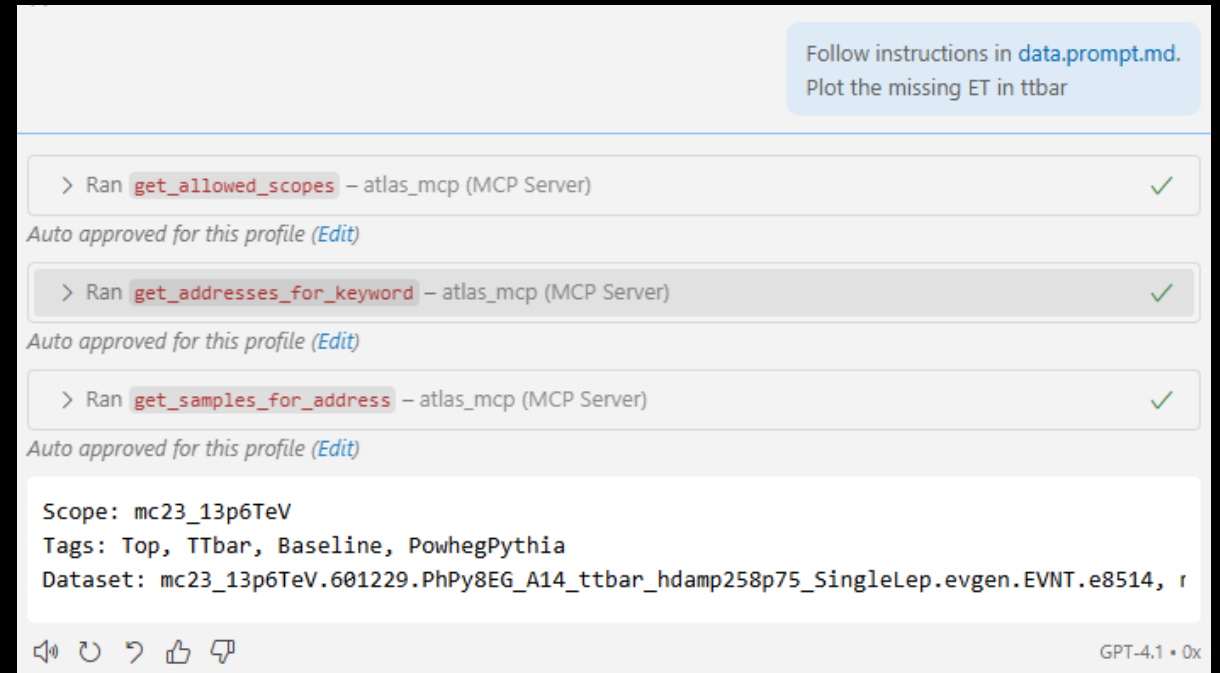 Follow instructions in data.prompt.md.
Plot the missing ET in ttbar
Ran get_allowed_scopes – atlas_mcp (MCP Server)
Auto approved for this profile (Edit)
Ran get_addresses_for_keyword – atlas_mcp (MCP Server)
Auto approved for this profile (Edit)
Ran get_samples_for_address – atlas_mcp (MCP Server)
Auto approved for this profile (Edit)
Scope: mc23_13p6TeV
Tags: Top, TTbar, Baseline, PowhegPythia
Dataset: mc23_13p6TeV.601229.PhPy8EG_A14_ttbar_hdamp258p75_SingleLep.evgen.EVNT.e8514,
GPT-4.1 • 0x